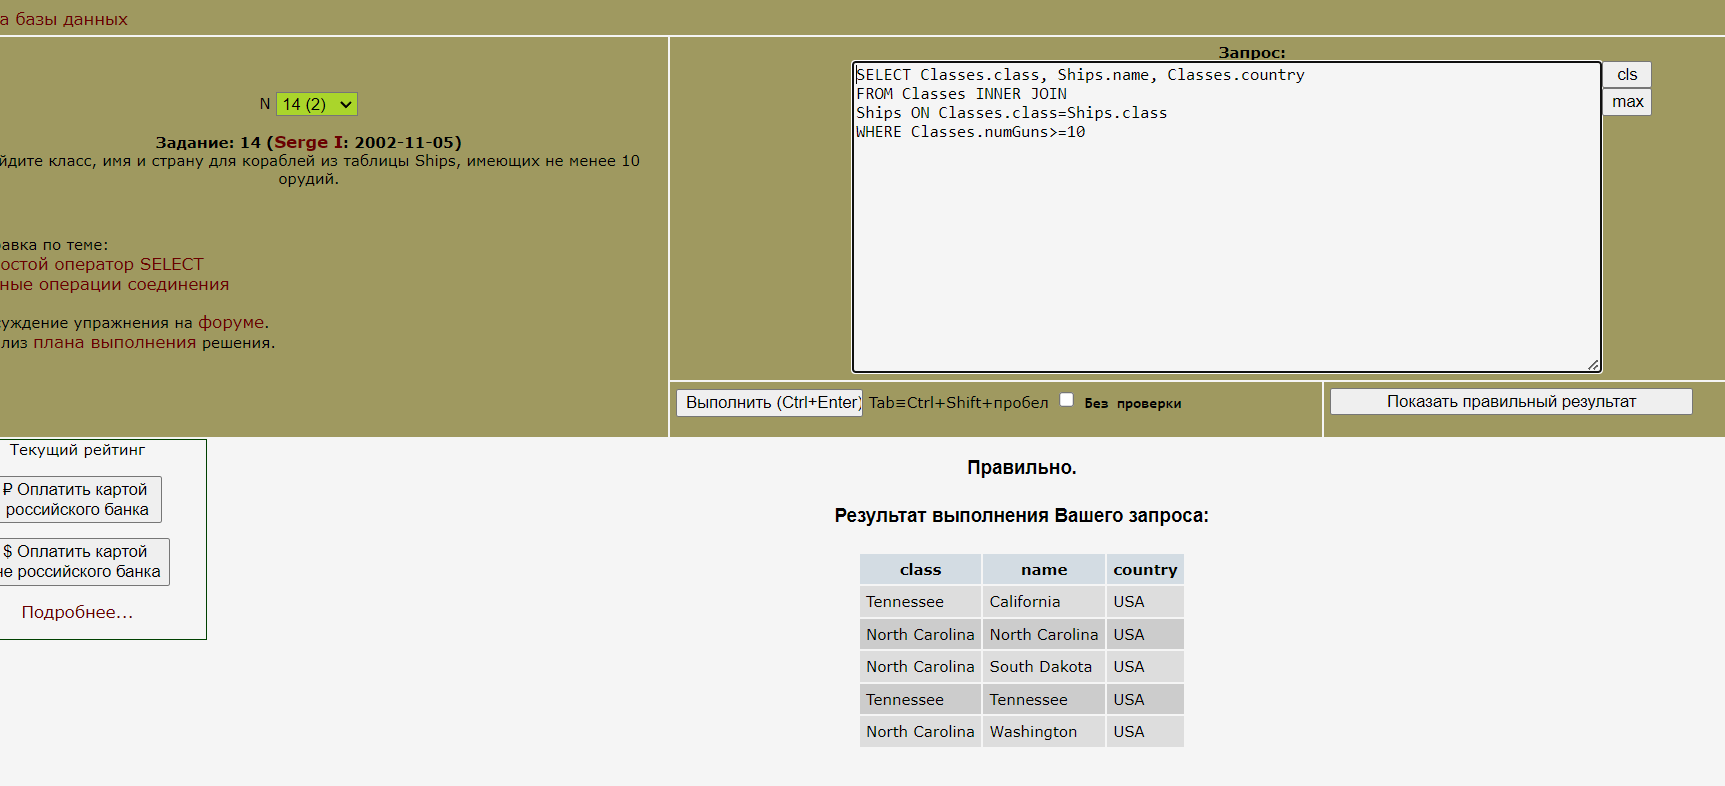 а базы данных
N 14 (2)
Задание: 14 (Serge I: 2002-11-05)
йдите класс, имя и страну для кораблей из таблицы Ships, имеющих не менее 10
орудий.
авка по теме:
остой оператор SELECT
ные операции соединения
суждение упражнения на форуме.
лиз плана выполнения решения.
Запрос:
SELECT Classes.class, Ships.name, Classes.country
FROM Classes INNER JOIN
Ships ON Classes.class=Ships.class
WHERE Classes.numGuns>=10
cls
max
Выполнить (Ctrl+Enter) Tab≡Ctrl+Shift+пробел Без проверки
Показать правильный результат
Текущий рейтинг
₽ Оплатить картой
российского банка
$ Оплатить картой
не российского банка
Подробнее...
Правильно.
Результат выполнения Вашего запроса:
class name country
Tennessee California USA
North Carolina North Carolina USA
North Carolina South Dakota USA
Tennessee Tennessee USA
North Carolina Washington USA